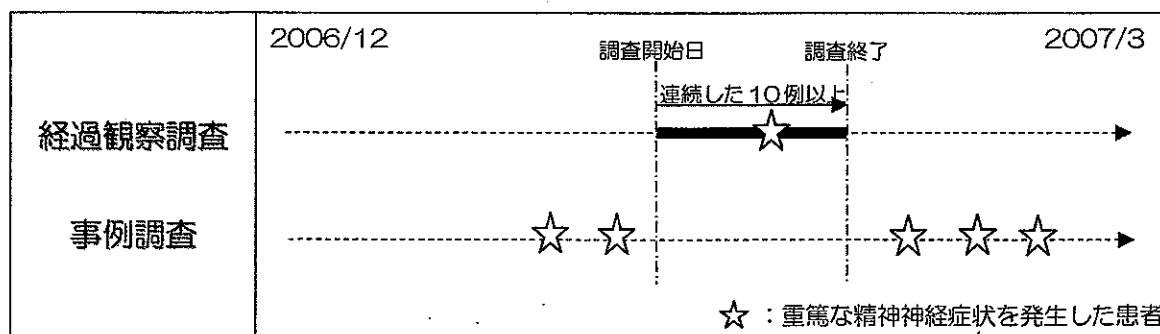 2006/12
2007/3
調査開始日
調査終了
連続した10例以上
経過観察調査
事例調査
☆：重篤な精神神経症状を発生した患者